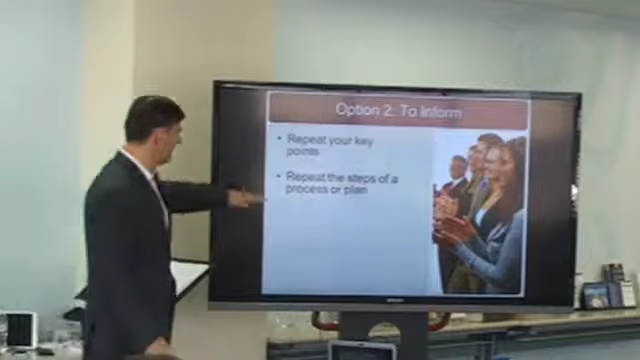 Option 2: To Inform
• Repeat your key
points
• Repeat the steps of a
process or plan